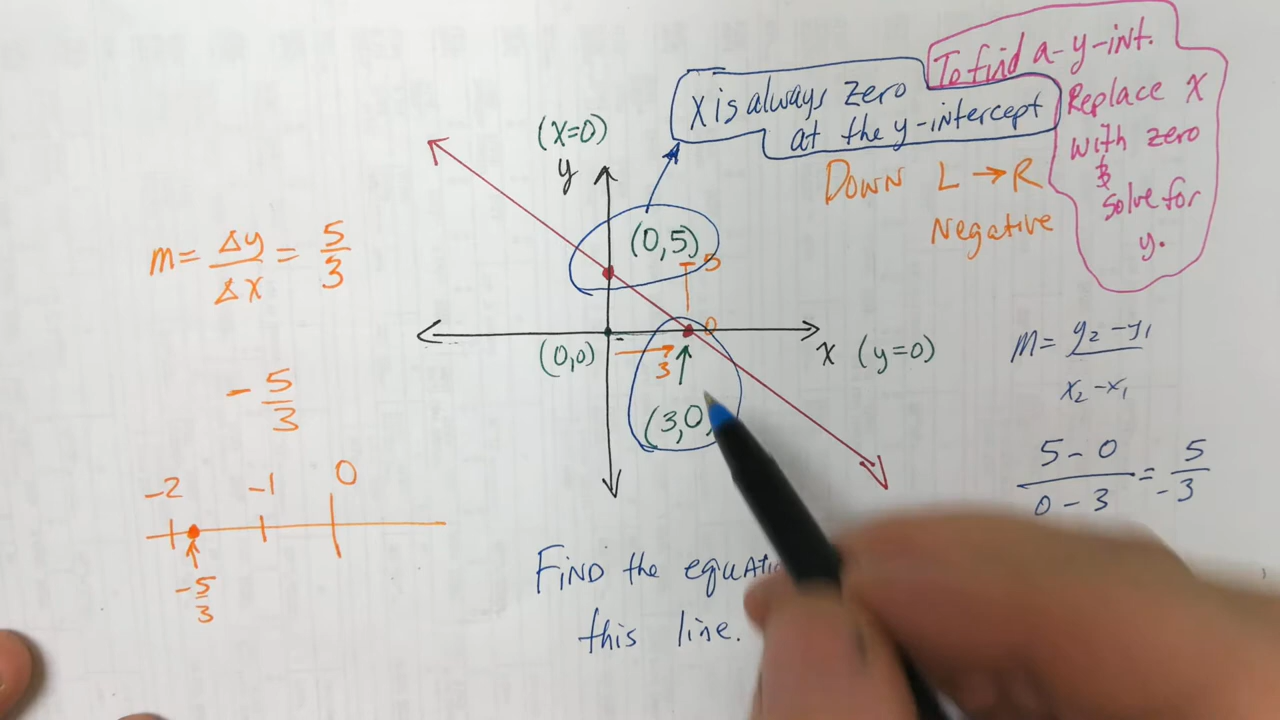 To find a y-int.
Replace x
with zero
&
solve for
y.
x is always zero
at the y-intercept
(x=0)
y
DOWN L → R
Negative
(0,5)
5
m = Δy/Δx = 5/3
0
(0,0)
3
x (y=0)
(3,0
m = y₂-y₁
x₂-x₁
- 5/3
5 - 0
0 - 3
= 5/-3
-2 -1 0
-5/3
FIND the equati
this line.